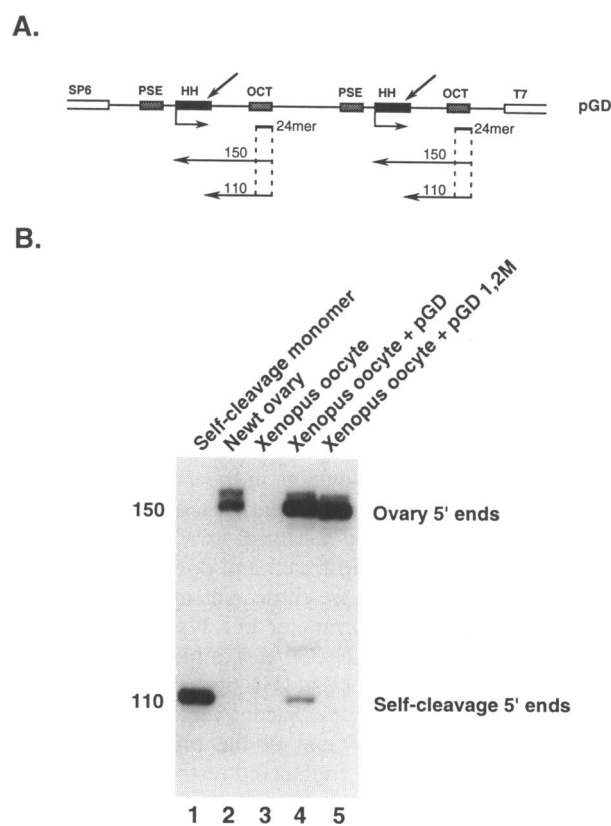 A.
SP6 PSE HH OCT PSE HH OCT T7 pGD
24mer 24mer
150 150
110 110
B.
Self-cleavage monomer
Newt ovary
Xenopus oocyte
Xenopus oocyte + pGD
Xenopus oocyte + pGD 1,2M
150 Ovary 5' ends
110 Self-cleavage 5' ends
1 2 3 4 5